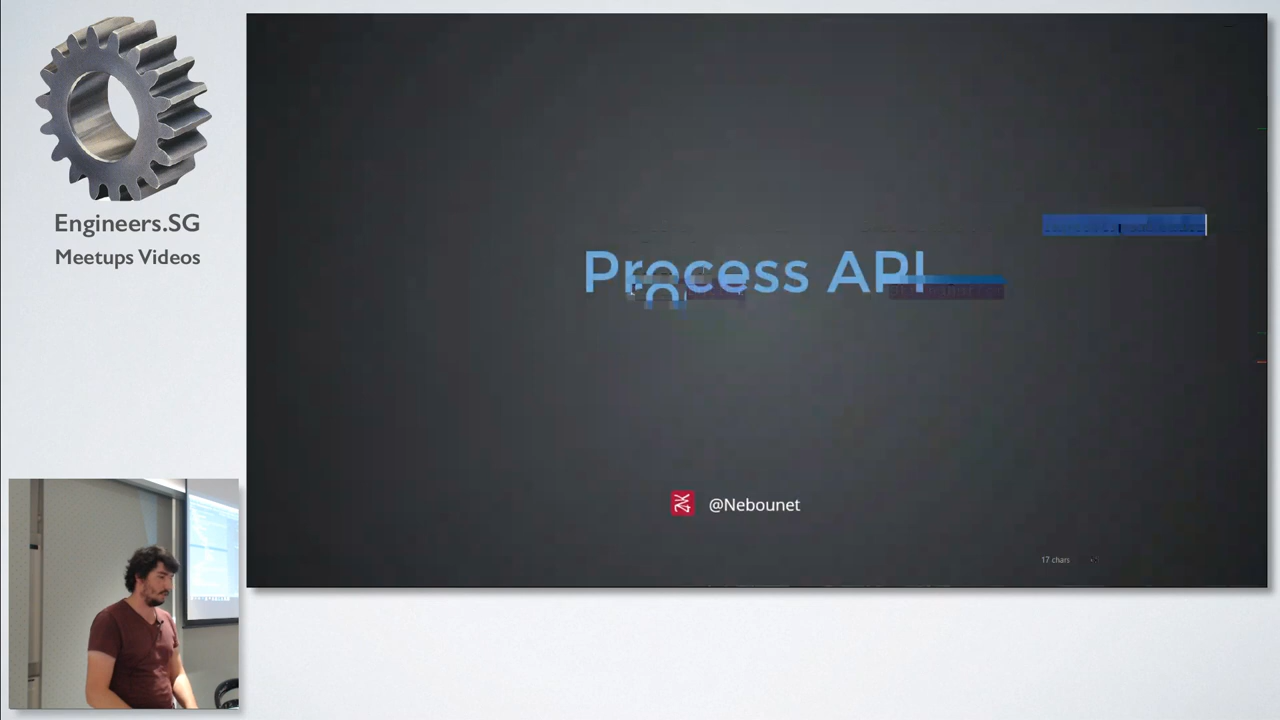 Engineers.SG
Meetups Videos
Process API
@Nebounet
17 chars